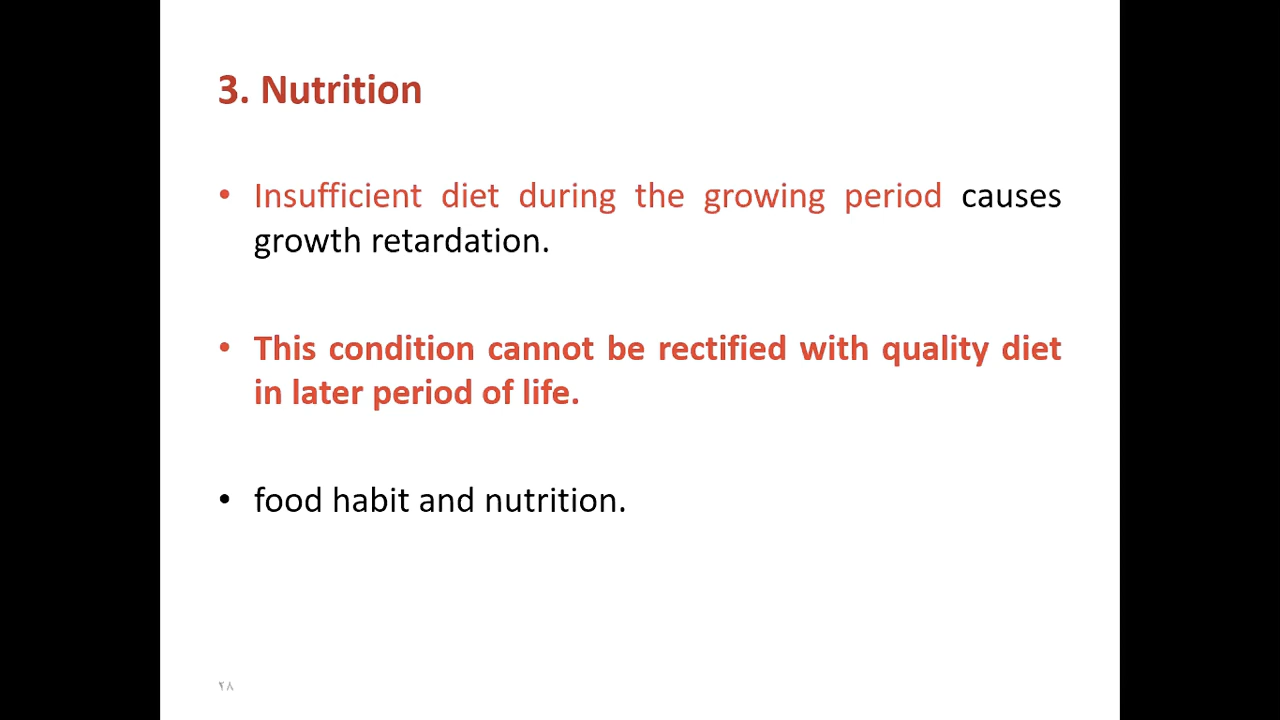 3. Nutrition
• Insufficient diet during the growing period causes
growth retardation.
• This condition cannot be rectified with quality diet
in later period of life.
• food habit and nutrition.
۲۸